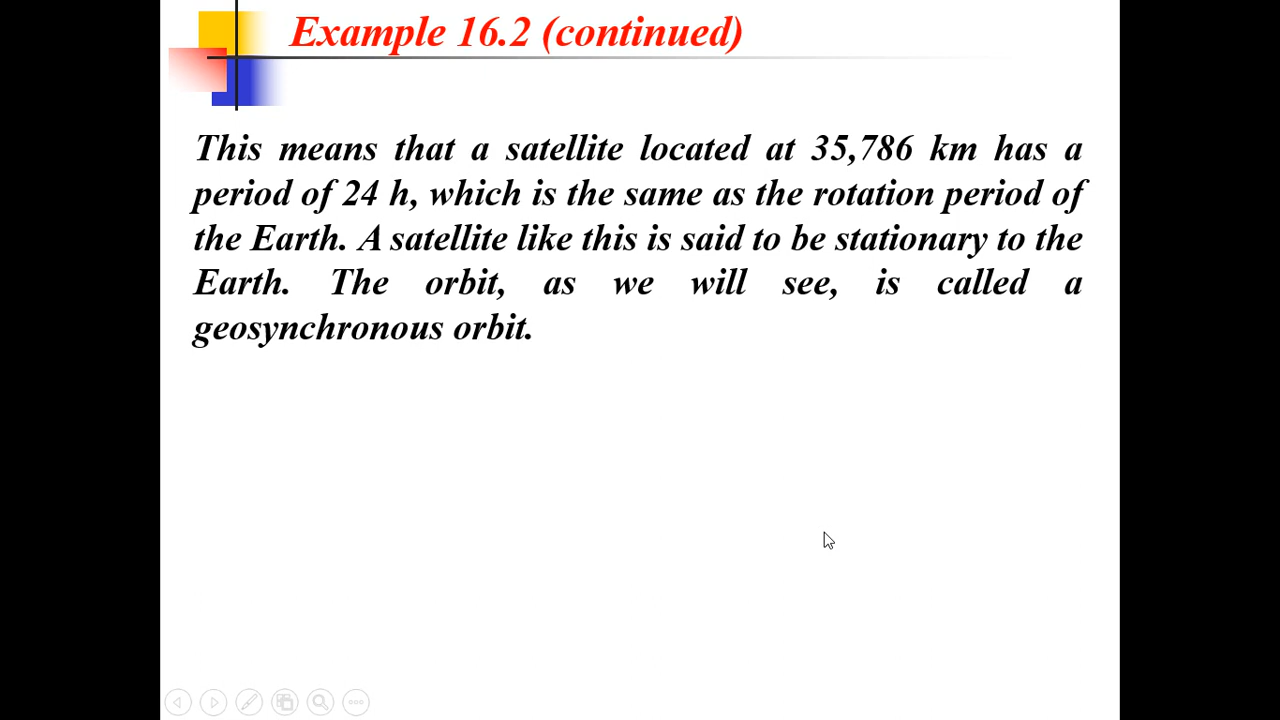 Example 16.2 (continued)
This means that a satellite located at 35,786 km has a
period of 24 h, which is the same as the rotation period of
the Earth. A satellite like this is said to be stationary to the
Earth. The orbit, as we will see, is called a
geosynchronous orbit.